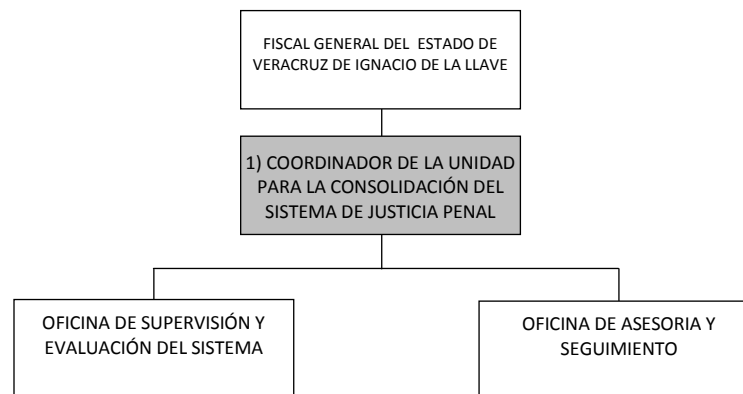 FISCAL GENERAL DEL ESTADO DE
VERACRUZ DE IGNACIO DE LA LLAVE
1) COORDINADOR DE LA UNIDAD
PARA LA CONSOLIDACIÓN DEL
SISTEMA DE JUSTICIA PENAL
OFICINA DE SUPERVISIÓN Y
EVALUACIÓN DEL SISTEMA
OFICINA DE ASESORIA Y
SEGUIMIENTO